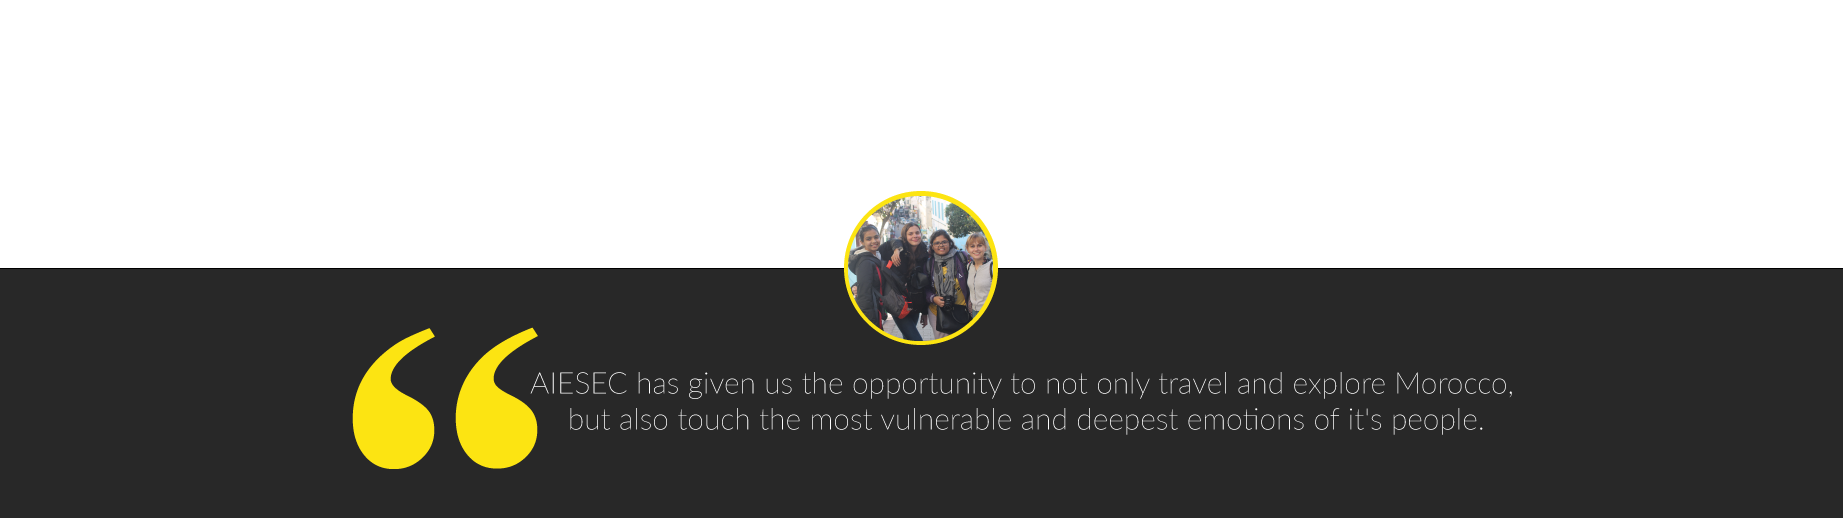 AIESEC has given us the opportunity to not only travel and explore Morocco,
but also touch the most vulnerable and deepest emotions of it's people.